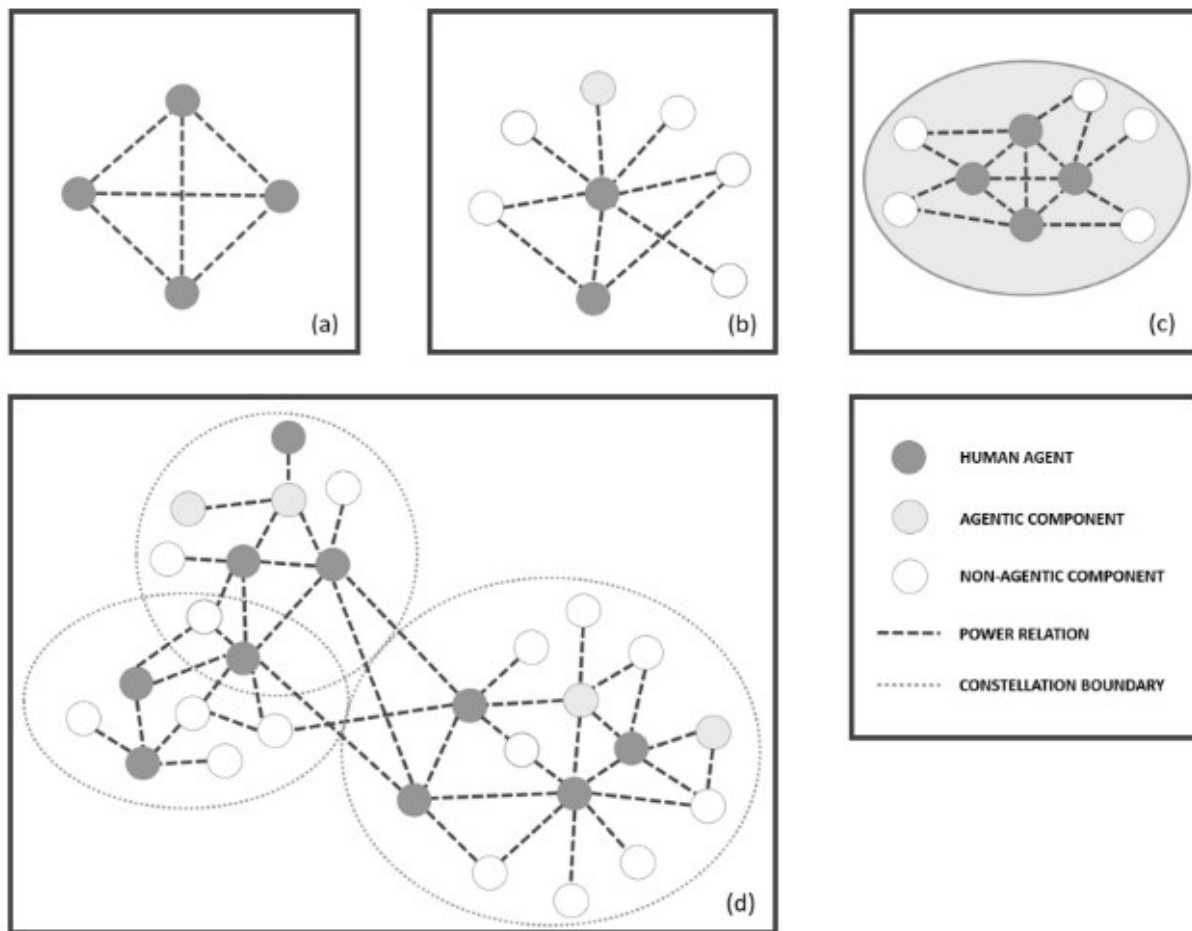 (a)
(b)
(c)
(d)
HUMAN AGENT
AGENTIC COMPONENT
NON-AGENTIC COMPONENT
POWER RELATION
CONSTELLATION BOUNDARY